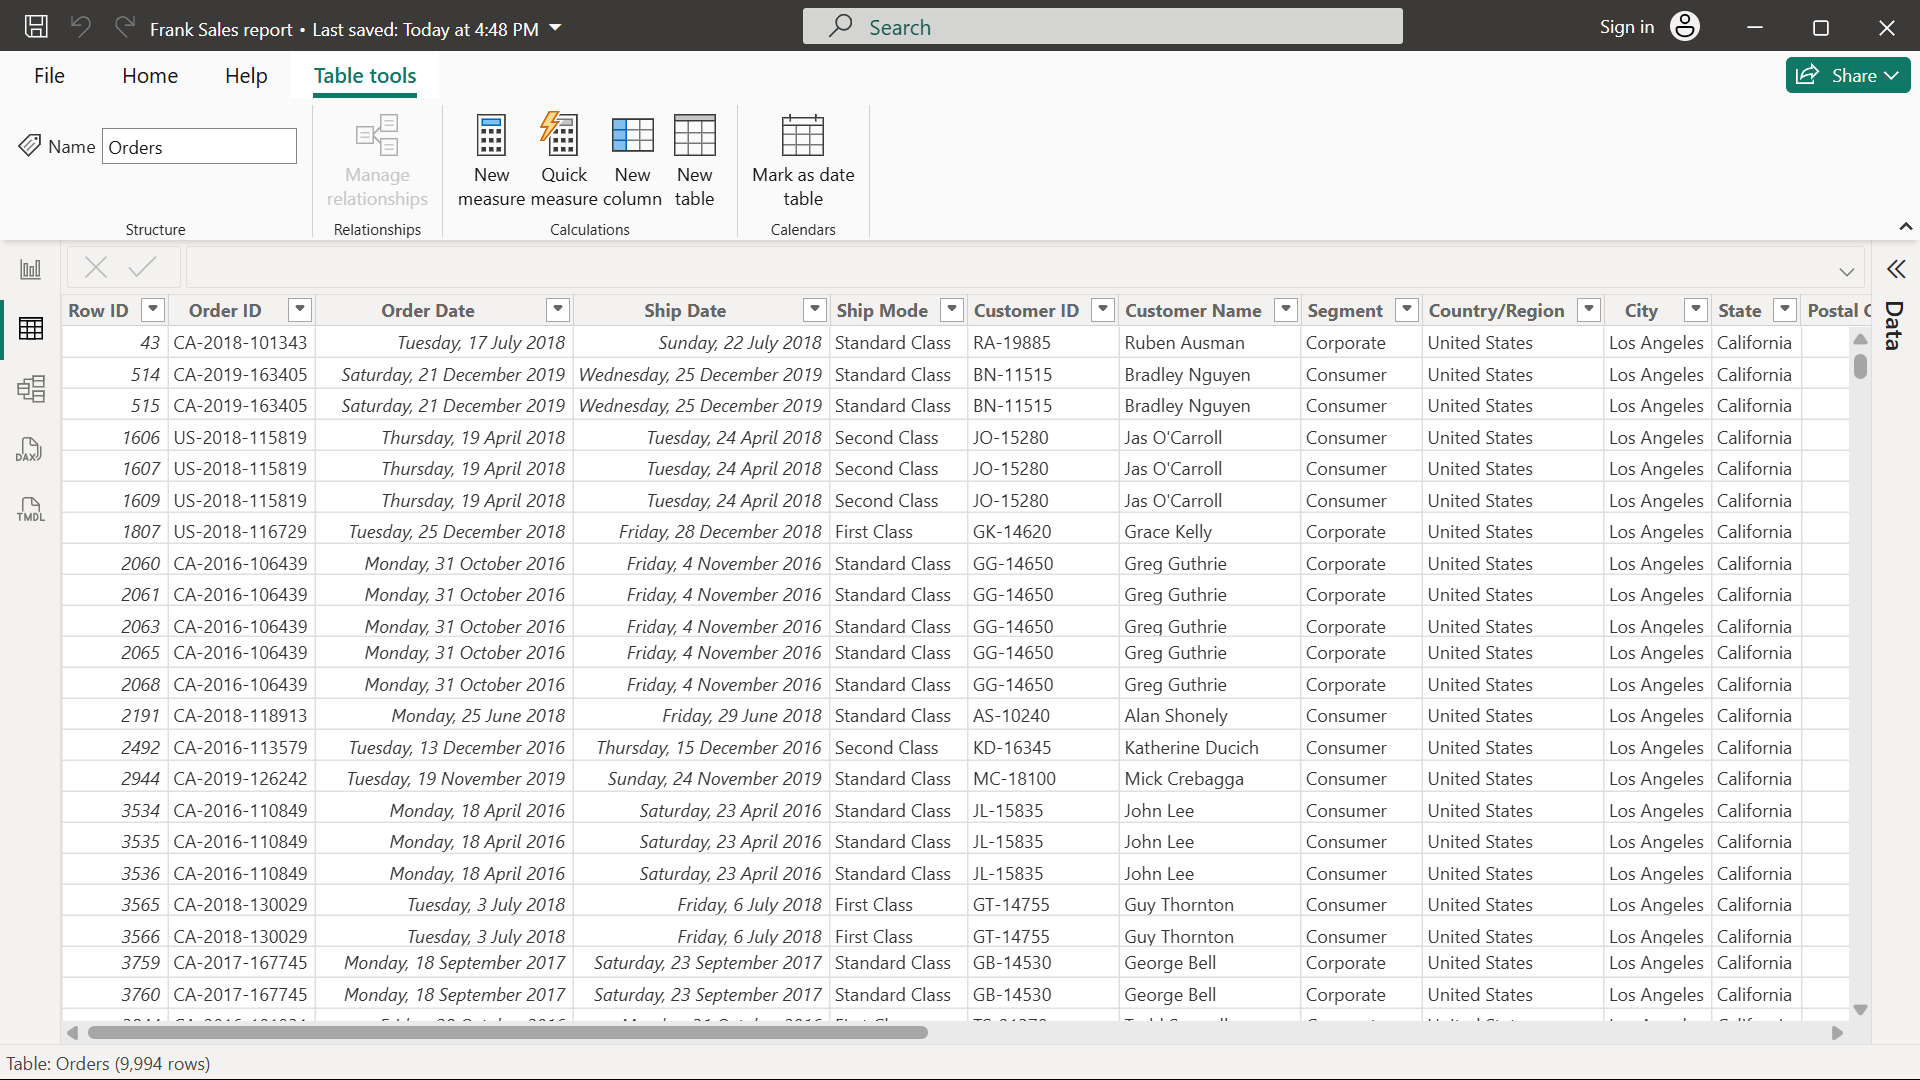 Frank Sales report • Last saved: Today at 4:48 PM
Search
Sign in
File Home Help Table tools
Share
Name Orders
Manage relationships
New measure
Quick measure
New column
New table
Mark as date table
Structure Relationships Calculations Calendars
Row ID Order ID Order Date Ship Date Ship Mode Customer ID Customer Name Segment Country/Region City State Postal
43 CA-2018-101343 Tuesday, 17 July 2018 Sunday, 22 July 2018 Standard Class RA-19885 Ruben Ausman Corporate United States Los Angeles California
514 CA-2019-163405 Saturday, 21 December 2019 Wednesday, 25 December 2019 Standard Class BN-11515 Bradley Nguyen Consumer United States Los Angeles California
515 CA-2019-163405 Saturday, 21 December 2019 Wednesday, 25 December 2019 Standard Class BN-11515 Bradley Nguyen Consumer United States Los Angeles California
1606 US-2018-115819 Thursday, 19 April 2018 Tuesday, 24 April 2018 Second Class JO-15280 Jas O'Carroll Consumer United States Los Angeles California
1607 US-2018-115819 Thursday, 19 April 2018 Tuesday, 24 April 2018 Second Class JO-15280 Jas O'Carroll Consumer United States Los Angeles California
1609 US-2018-115819 Thursday, 19 April 2018 Tuesday, 24 April 2018 Second Class JO-15280 Jas O'Carroll Consumer United States Los Angeles California
1807 US-2018-116729 Tuesday, 25 December 2018 Friday, 28 December 2018 First Class GK-14620 Grace Kelly Corporate United States Los Angeles California
2060 CA-2016-106439 Monday, 31 October 2016 Friday, 4 November 2016 Standard Class GG-14650 Greg Guthrie Corporate United States Los Angeles California
2061 CA-2016-106439 Monday, 31 October 2016 Friday, 4 November 2016 Standard Class GG-14650 Greg Guthrie Corporate United States Los Angeles California
2063 CA-2016-106439 Monday, 31 October 2016 Friday, 4 November 2016 Standard Class GG-14650 Greg Guthrie Corporate United States Los Angeles California
2065 CA-2016-106439 Monday, 31 October 2016 Friday, 4 November 2016 Standard Class GG-14650 Greg Guthrie Corporate United States Los Angeles California
2068 CA-2016-106439 Monday, 31 October 2016 Friday, 4 November 2016 Standard Class GG-14650 Greg Guthrie Corporate United States Los Angeles California
2191 CA-2018-118913 Monday, 25 June 2018 Friday, 29 June 2018 Standard Class AS-10240 Alan Shonely Consumer United States Los Angeles California
2492 CA-2016-113579 Tuesday, 13 December 2016 Thursday, 15 December 2016 Second Class KD-16345 Katherine Ducich Consumer United States Los Angeles California
2944 CA-2019-126242 Tuesday, 19 November 2019 Sunday, 24 November 2019 Standard Class MC-18100 Mick Crebagga Consumer United States Los Angeles California
3534 CA-2016-110849 Monday, 18 April 2016 Saturday, 23 April 2016 Standard Class JL-15835 John Lee Consumer United States Los Angeles California
3535 CA-2016-110849 Monday, 18 April 2016 Saturday, 23 April 2016 Standard Class JL-15835 John Lee Consumer United States Los Angeles California
3536 CA-2016-110849 Monday, 18 April 2016 Saturday, 23 April 2016 Standard Class JL-15835 John Lee Consumer United States Los Angeles California
3565 CA-2018-130029 Tuesday, 3 July 2018 Friday, 6 July 2018 First Class GT-14755 Guy Thornton Consumer United States Los Angeles California
3566 CA-2018-130029 Tuesday, 3 July 2018 Friday, 6 July 2018 First Class GT-14755 Guy Thornton Consumer United States Los Angeles California
3759 CA-2017-167745 Monday, 18 September 2017 Saturday, 23 September 2017 Standard Class GB-14530 George Bell Corporate United States Los Angeles California
3760 CA-2017-167745 Monday, 18 September 2017 Saturday, 23 September 2017 Standard Class GB-14530 George Bell Corporate United States Los Angeles California
DAX
TMDL
Data
Table: Orders (9,994 rows)